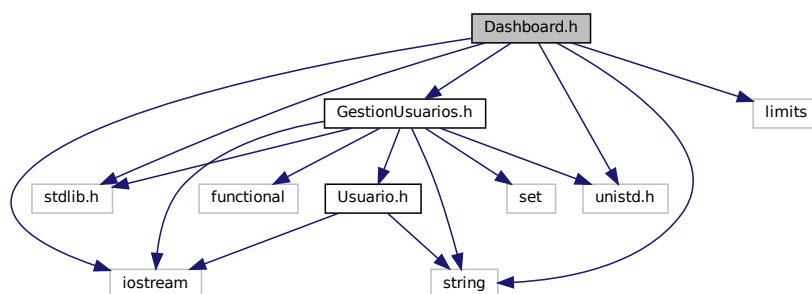 Dashboard.h
GestionUsuarios.h
limits
stdlib.h
functional
Usuario.h
set
unistd.h
iostream
string